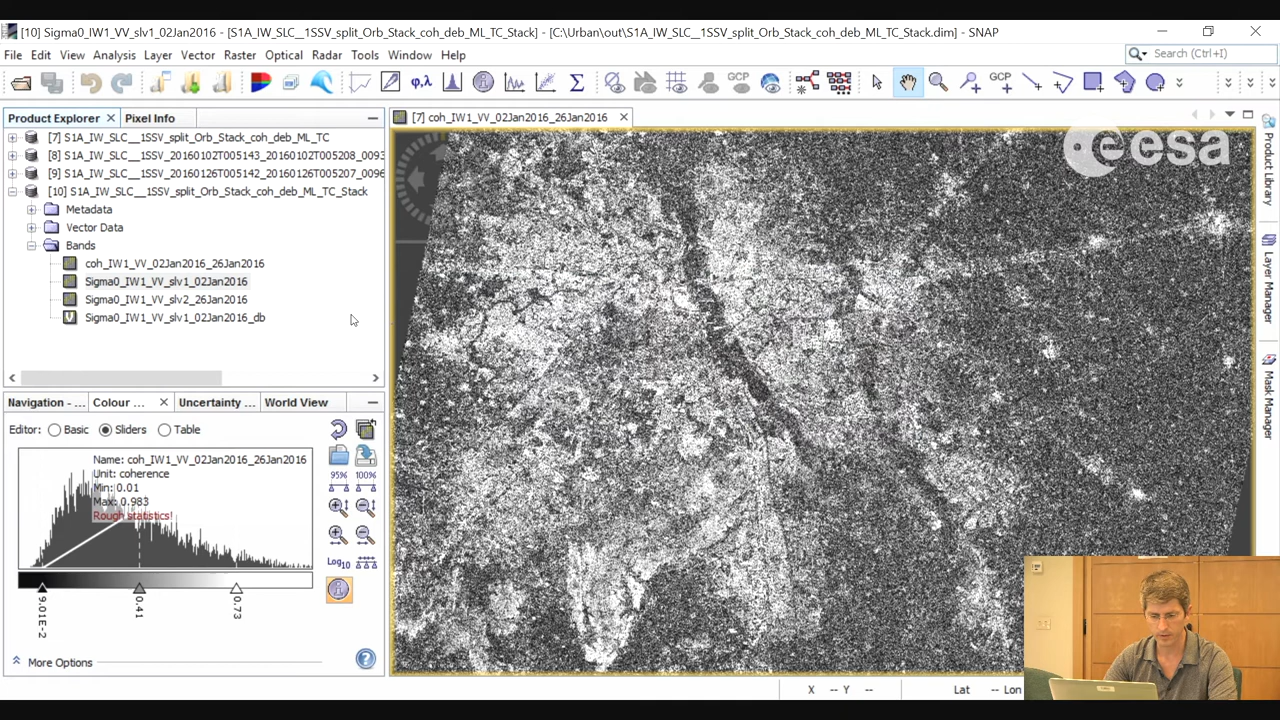 [10] Sigma0_IW1_VV_slv1_02Jan2016 - [S1A_IW_SLC__1SSV_split_Orb_Stack_coh_deb_ML_TC_Stack] - [C:\Urban\out\S1A_IW_SLC__1SSV_split_Orb_Stack_coh_deb_ML_TC_Stack.dim] - SNAP
File Edit View Analysis Layer Vector Raster Optical Radar Tools Window Help
Search (Ctrl+I)
φ,λ Σ GCP GCP
Product Explorer Pixel Info
[7] coh_IW1_VV_02Jan2016_26Jan2016
[7] S1A_IW_SLC__1SSV_split_Orb_Stack_coh_deb_ML_TC
[8] S1A_IW_SLC__1SSV_20160102T005143_20160102T005208_0093
[9] S1A_IW_SLC__1SSV_20160126T005142_20160126T005207_0096
[10] S1A_IW_SLC__1SSV_split_Orb_Stack_coh_deb_ML_TC_Stack
Metadata
Vector Data
Bands
coh_IW1_VV_02Jan2016_26Jan2016
Sigma0_IW1_VV_slv1_02Jan2016
Sigma0_IW1_VV_slv2_26Jan2016
Sigma0_IW1_VV_slv1_02Jan2016_db
esa
Product Library
Layer Manager
Mask Manager
Navigation - ... Colour ... Uncertainty ... World View
Editor: Basic Sliders Table
Name: coh_IW1_VV_02Jan2016_26Jan2016
Unit: coherence
Min: 0.01
Max: 0.983
Rough statistics!
95% 100%
Log10
9.01E-2
0.41
0.73
More Options
X -- Y -- Lat -- Lon